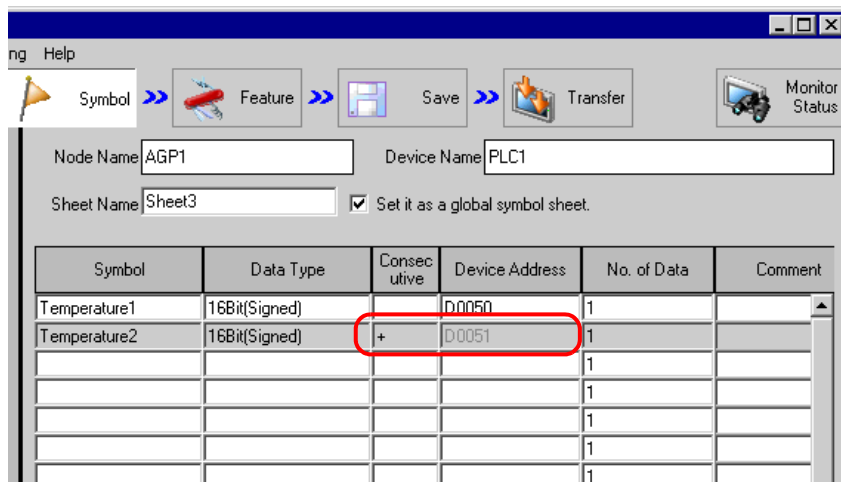 ng Help
Symbol Feature Save Transfer Monitor Status
Node Name AGP1 Device Name PLC1
Sheet Name Sheet3 Set it as a global symbol sheet.
Symbol Data Type Consecutive Device Address No. of Data Comment
Temperature1 16Bit(Signed) D0050 1
Temperature2 16Bit(Signed) + D0051 1
1
1
1
1
1